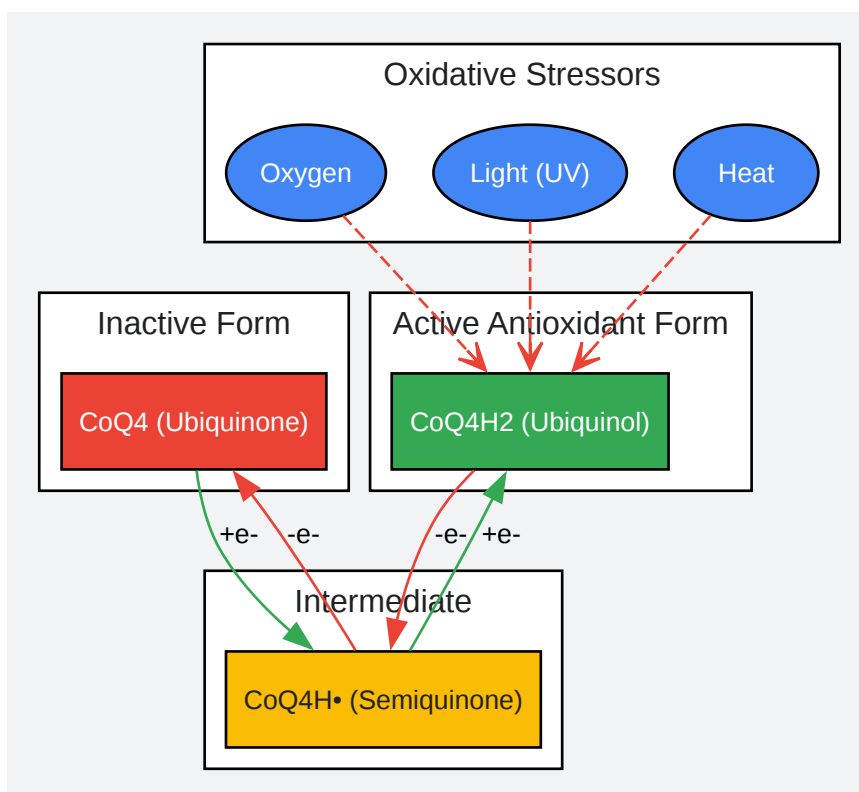 Oxidative Stressors
Oxygen
Light (UV)
Heat
Inactive Form
Active Antioxidant Form
CoQ4 (Ubiquinone)
CoQ4H2 (Ubiquinol)
+e-
-e-
-e-
+e-
Intermediate
CoQ4H• (Semiquinone)